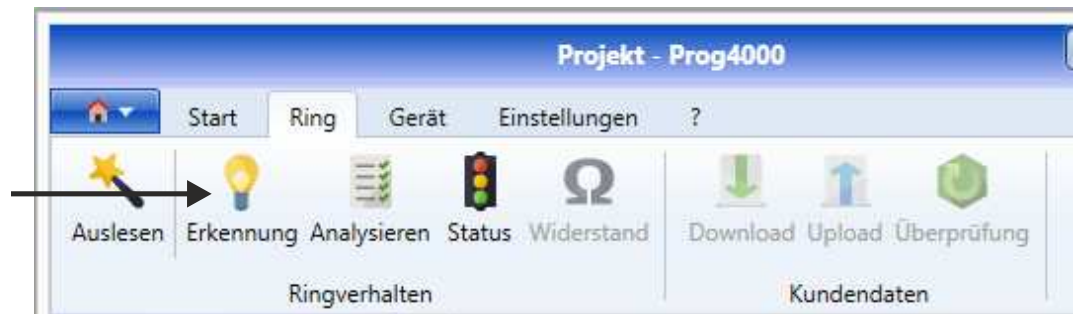 Projekt - Prog4000
Start Ring Gerät Einstellungen ?
Auslesen Erkennung Analysieren Status Widerstand Download Upload Überprüfung
Ringverhalten Kundendaten